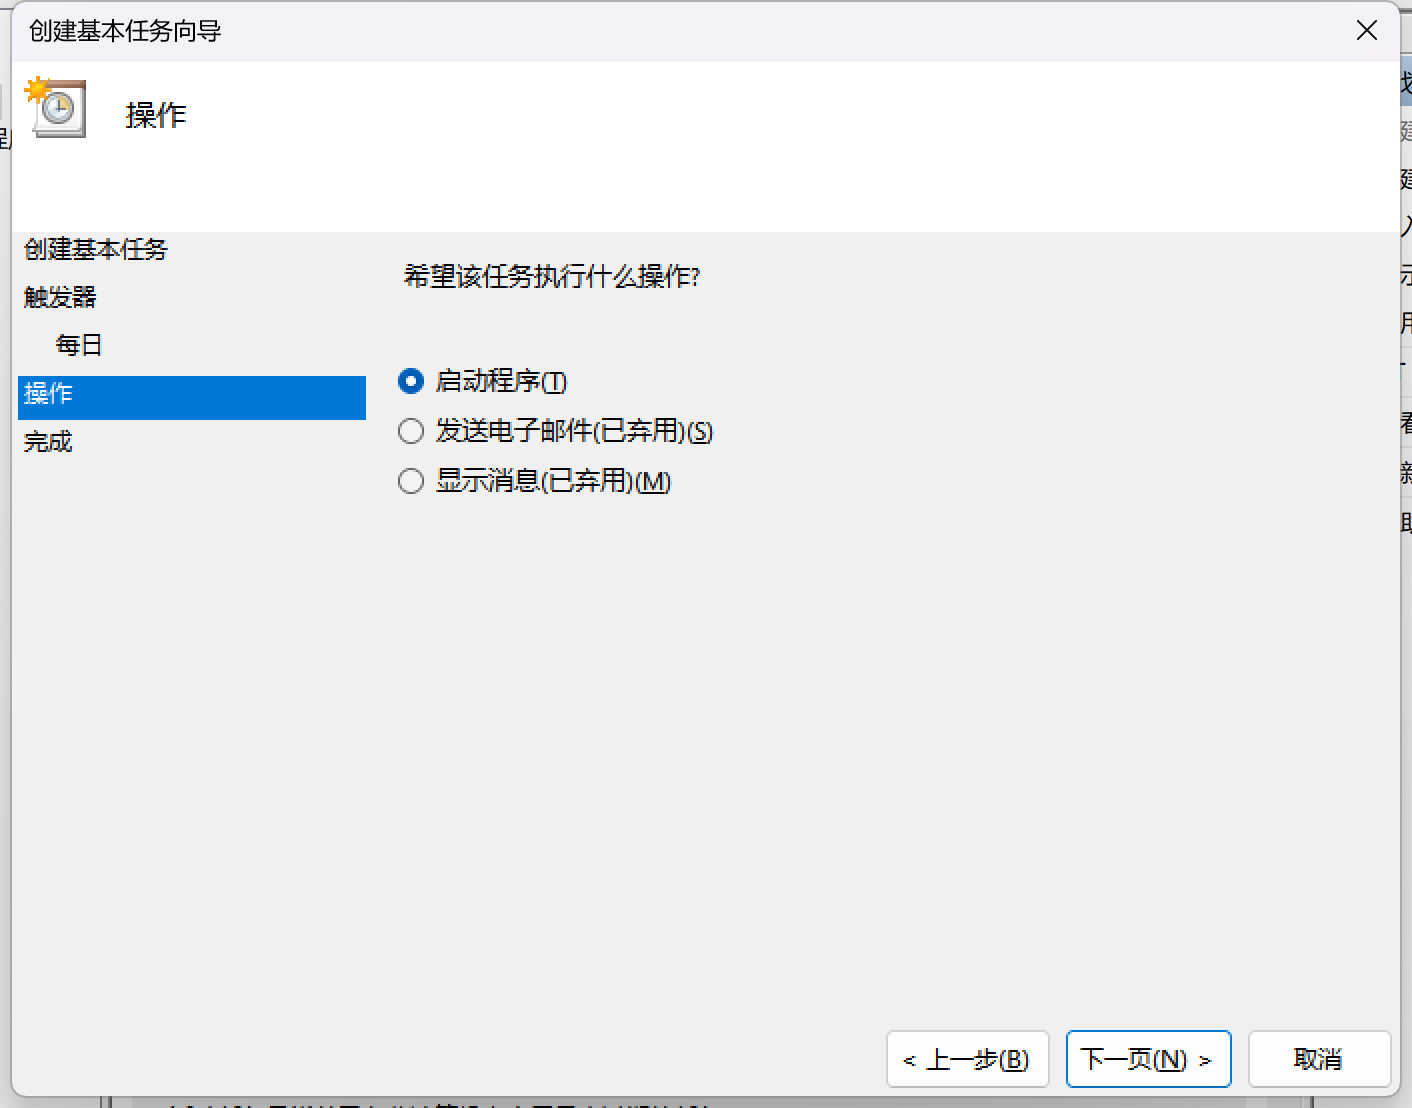 创建基本任务向导
操作
创建基本任务
触发器
每日
操作
完成
希望该任务执行什么操作?
启动程序(T)
发送电子邮件(已弃用)(S)
显示消息(已弃用)(M)
< 上一步(B)
下一页(N) >
取消